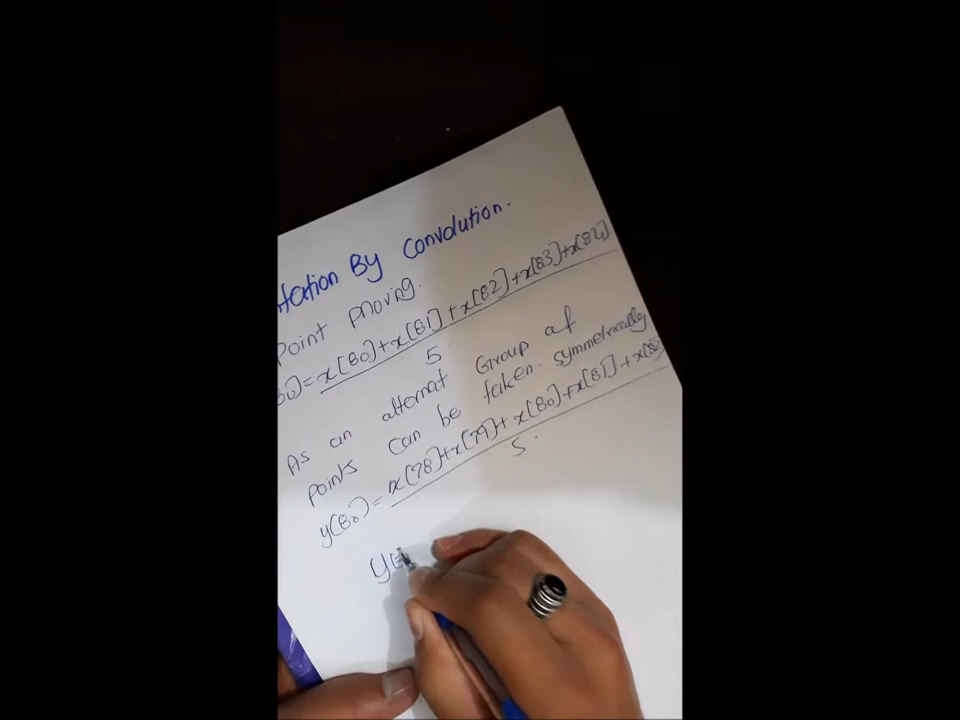 tation By Convolution.
Point moving.
80)= x[80)+x[81]+x[82]+x[83]+x[84]
5
As an alternat Group of
points can be taken. symmetrically
y(80)= x[78]+x[79]+x[80]+x[81]+x[82
5.
y[